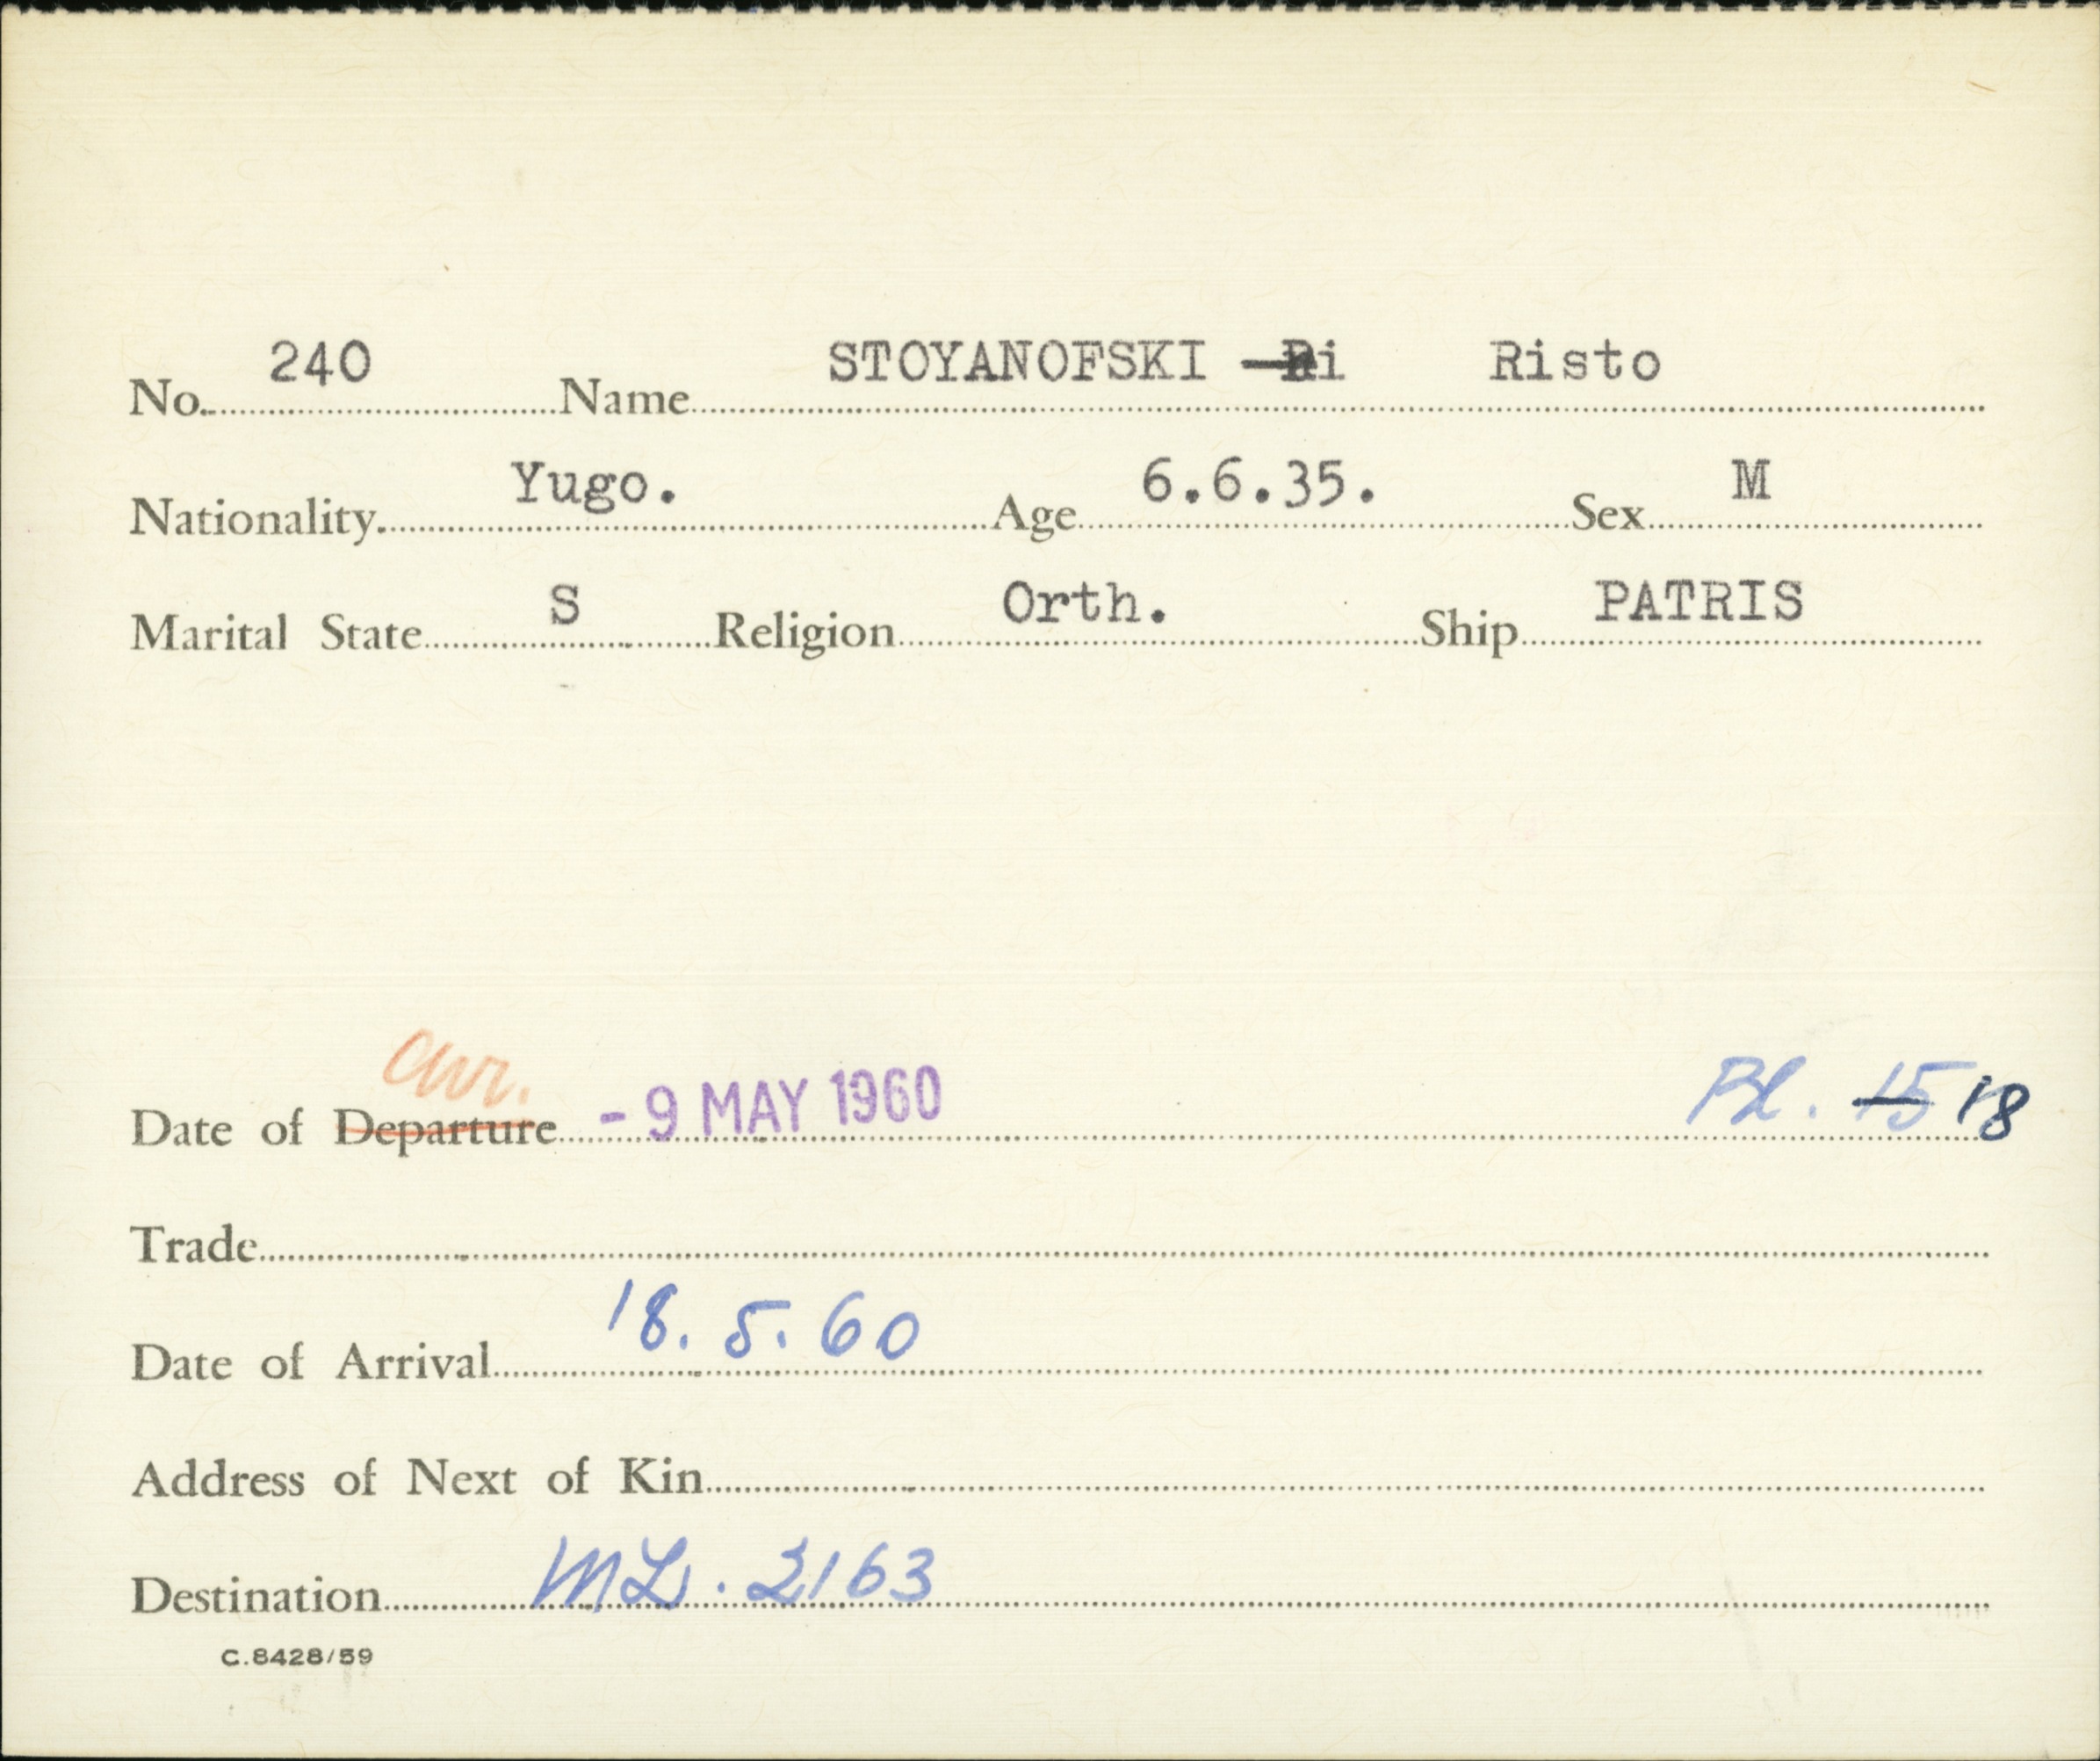 No. 240 Name STOYANOFSKI Ri Risto
Nationality Yugo. Age 6.6.35. Sex M
Marital State S Religion Orth. Ship PATRIS
arr.
Date of Departure - 9 MAY 1960 Bl. 15 18
Trade
Date of Arrival 18.5.60
Address of Next of Kin
Destination ML. 2163
C.8428/59